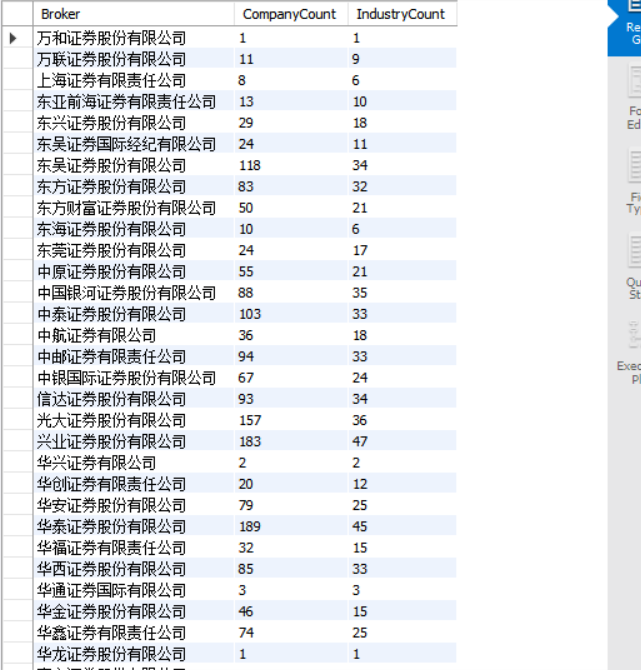 Broker CompanyCount IndustryCount
万和证券股份有限公司 1 1
万联证券股份有限公司 11 9
上海证券有限责任公司 8 6
东亚前海证券有限责任公司 13 10
东兴证券股份有限公司 29 18
东吴证券国际经纪有限公司 24 11
东吴证券股份有限公司 118 34
东方证券股份有限公司 83 32
东方财富证券股份有限公司 50 21
东海证券股份有限公司 10 6
东莞证券股份有限公司 24 17
中原证券股份有限公司 55 21
中国银河证券股份有限公司 88 35
中泰证券股份有限公司 103 33
中航证券有限公司 36 18
中邮证券有限责任公司 94 33
中银国际证券股份有限公司 67 24
信达证券股份有限公司 93 34
光大证券股份有限公司 157 36
兴业证券股份有限公司 183 47
华兴证券有限公司 2 2
华创证券有限责任公司 20 12
华安证券股份有限公司 79 25
华泰证券股份有限公司 189 45
华福证券有限责任公司 32 15
华西证券股份有限公司 85 33
华通证券国际有限公司 3 3
华金证券股份有限公司 46 15
华鑫证券有限责任公司 74 25
华龙证券股份有限公司 1 1